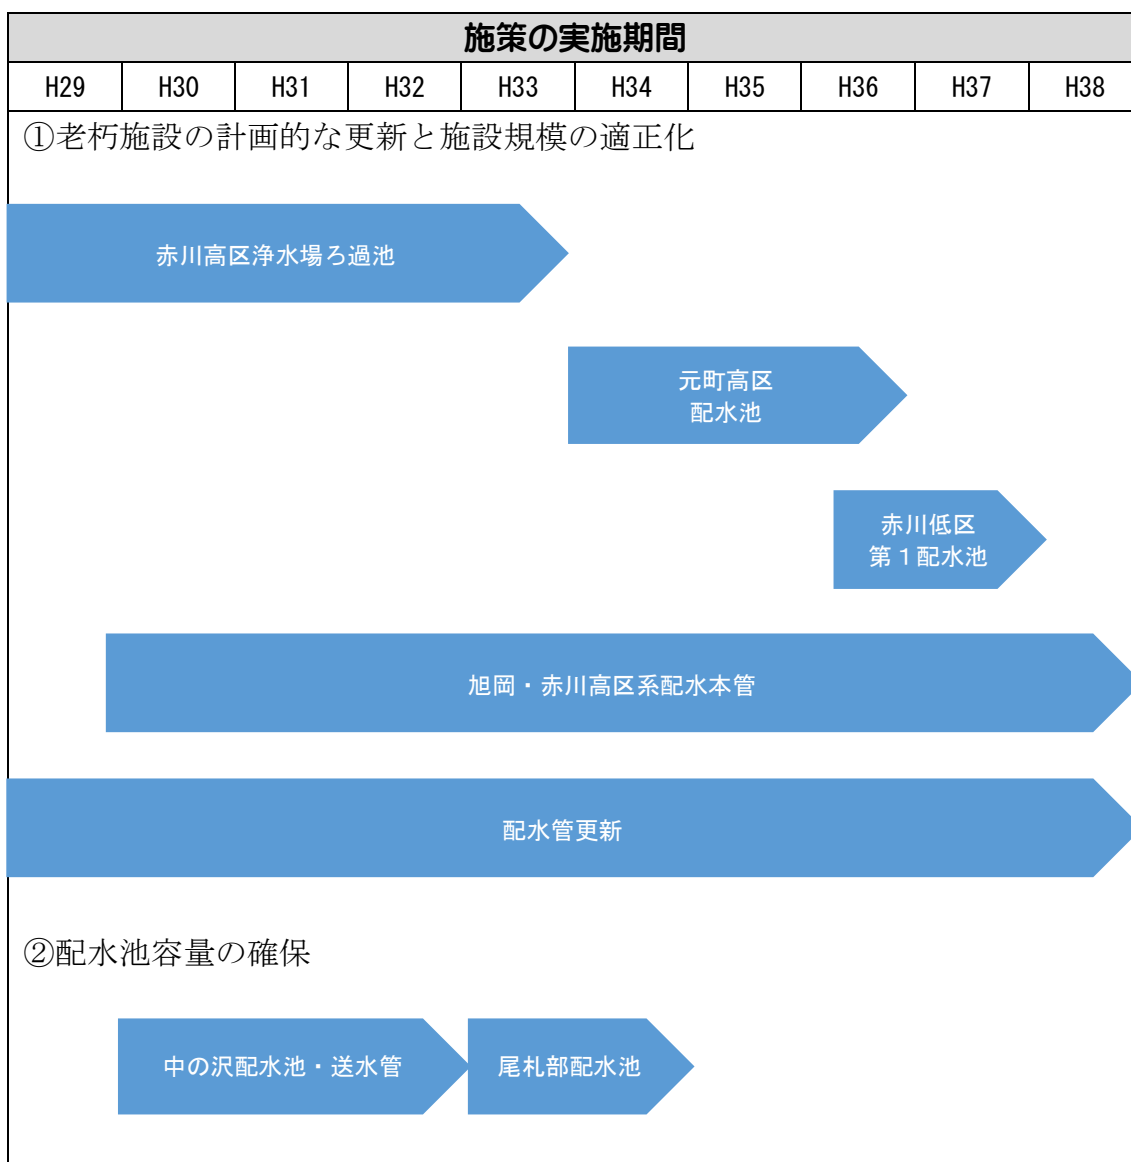 施策の実施期間
H29 H30 H31 H32 H33 H34 H35 H36 H37 H38
①老朽施設の計画的な更新と施設規模の適正化
赤川高区浄水場ろ過池
元町高区
配水池
赤川低区
第１配水池
旭岡・赤川高区系配水本管
配水管更新
②配水池容量の確保
中の沢配水池・送水管
尾札部配水池